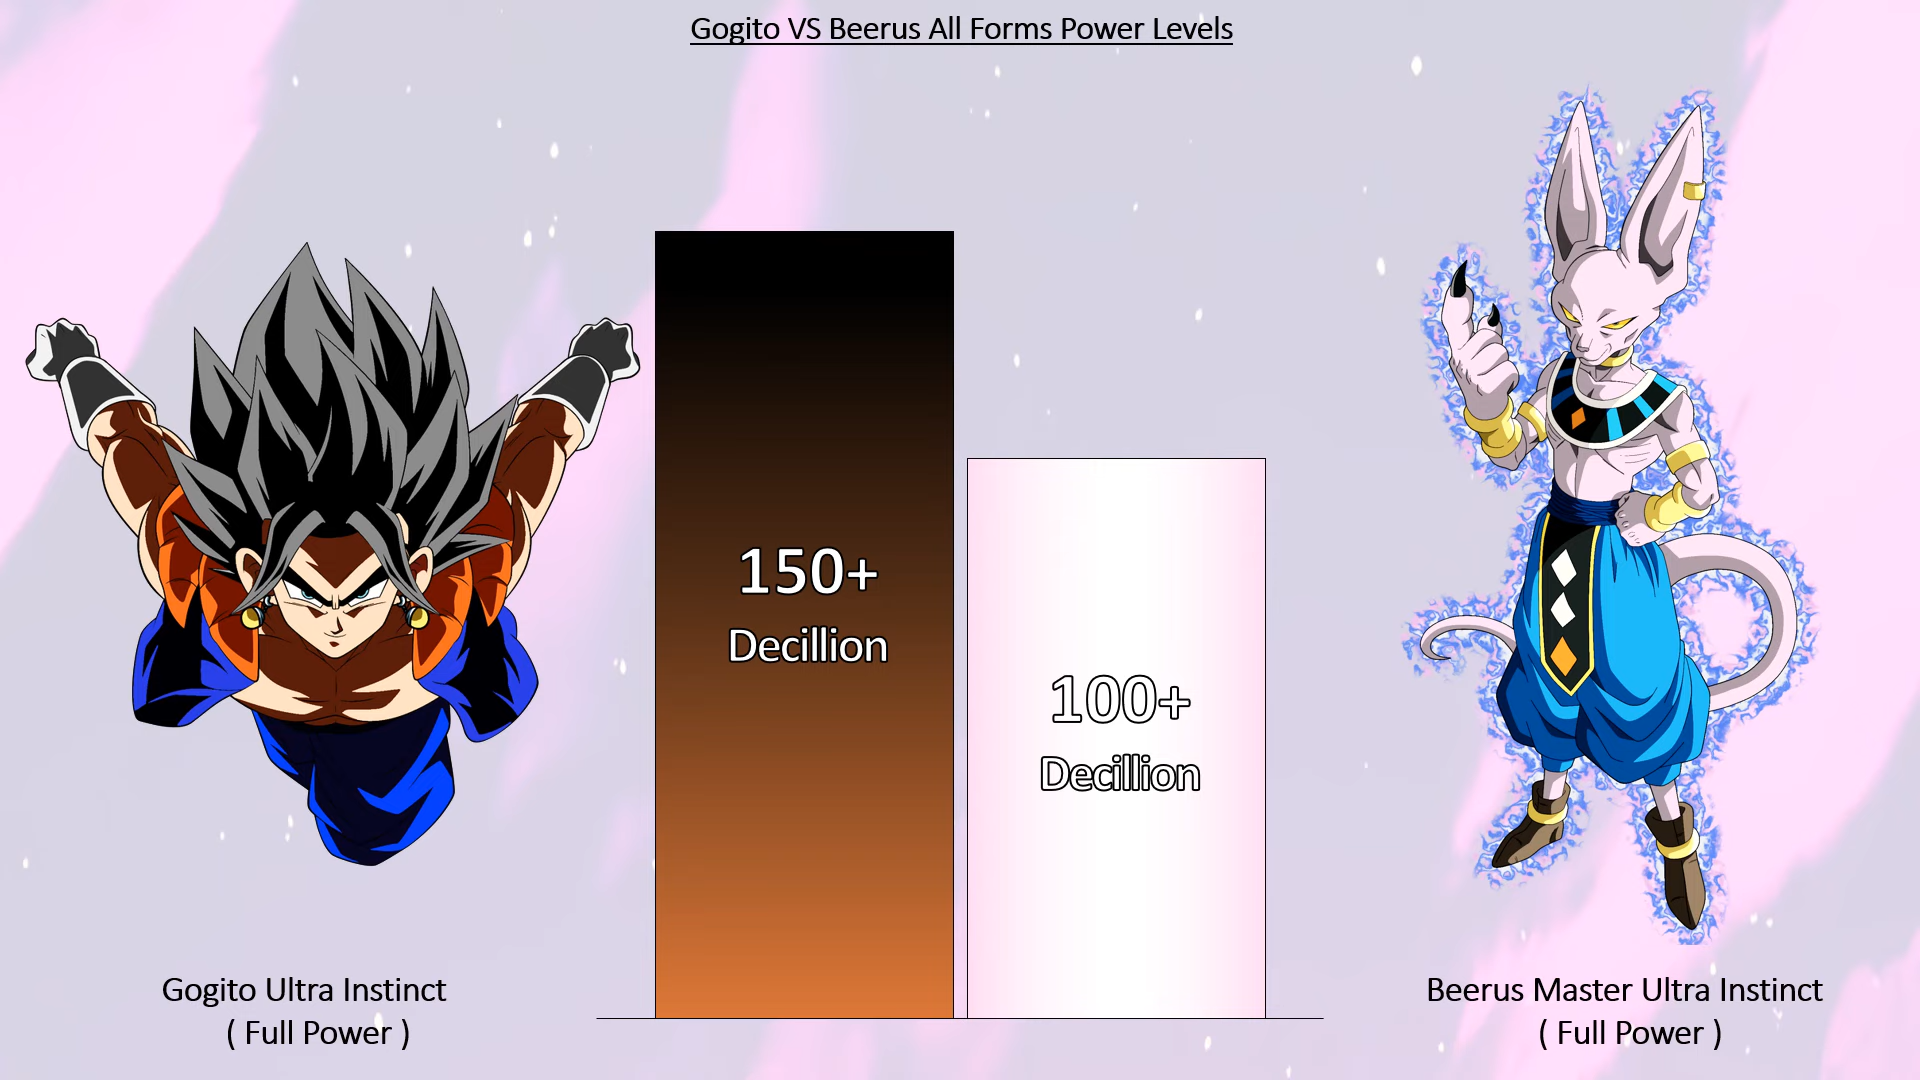 Gogito VS Beerus All Forms Power Levels
150+
Decillion
100+
Decillion
Gogito Ultra Instinct
( Full Power )
Beerus Master Ultra Instinct
( Full Power )